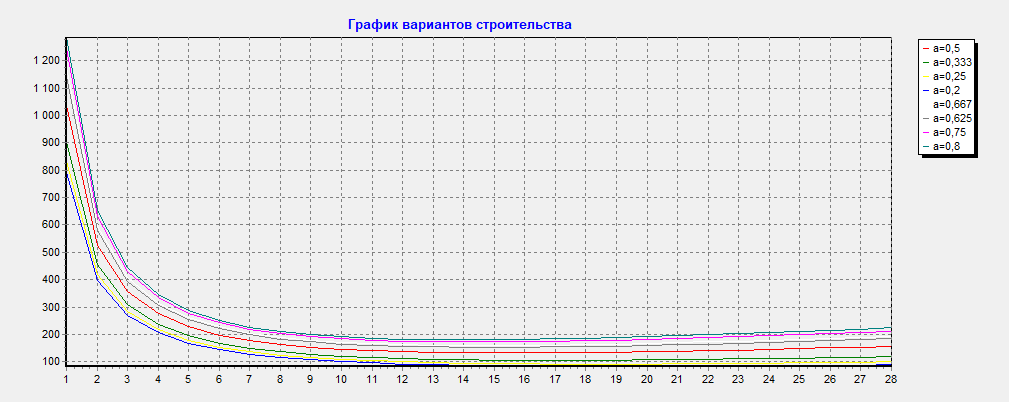 График вариантов строительства
1 200
1 100
1 000
900
800
700
600
500
400
300
200
100
1 2 3 4 5 6 7 8 9 10 11 12 13 14 15 16 17 18 19 20 21 22 23 24 25 26 27 28
a=0,5
a=0,333
a=0,25
a=0,2
a=0,667
a=0,625
a=0,75
a=0,8